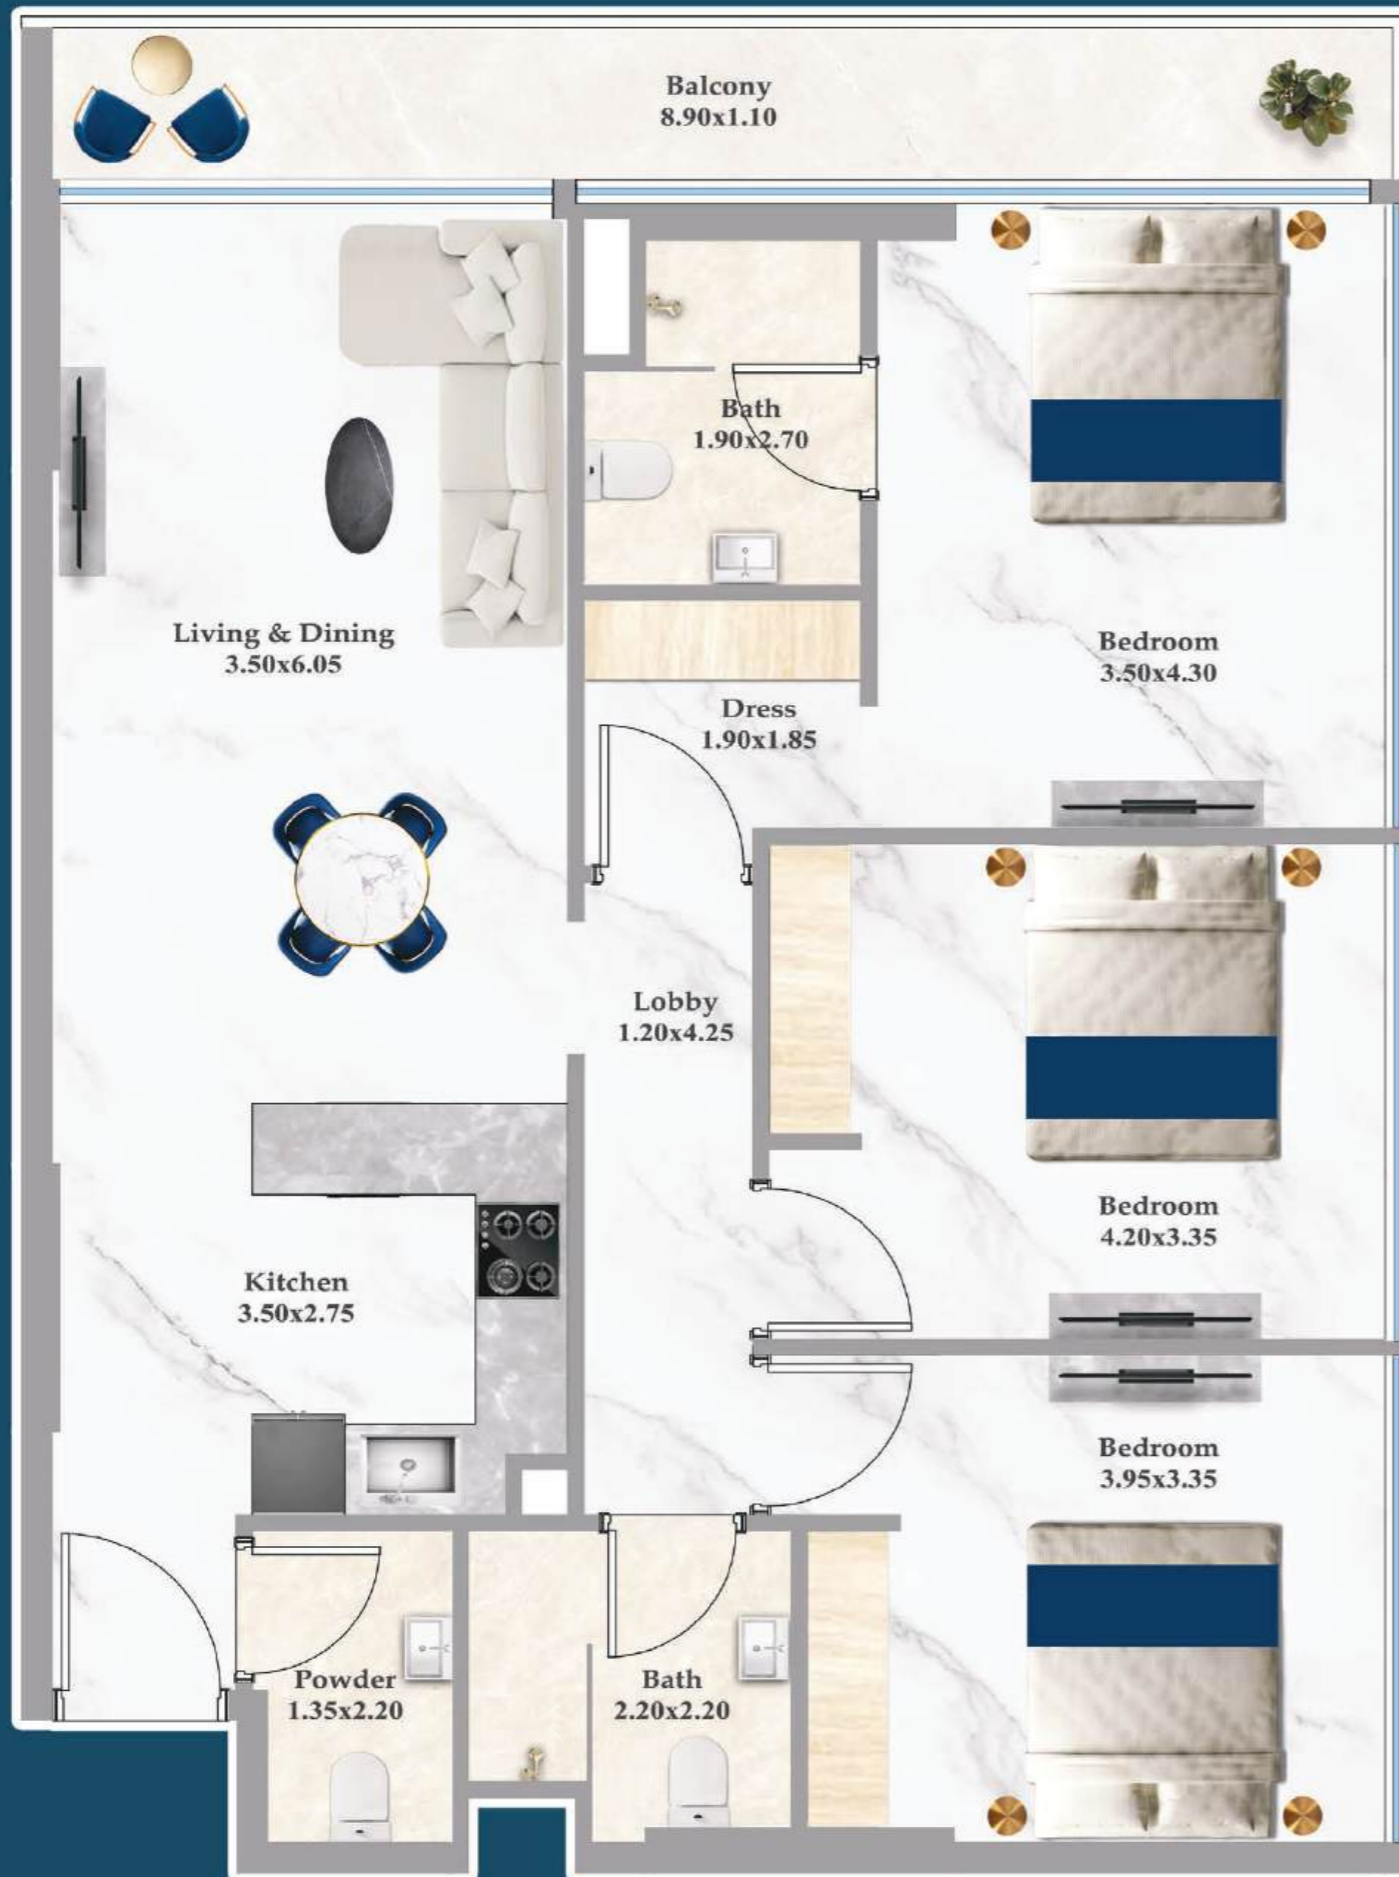 Balcony
8.90x1.10
Bath
1.90x2.70
Living & Dining
3.50x6.05
Bedroom
3.50x4.30
Dress
1.90x1.85
Lobby
1.20x4.25
Bedroom
4.20x3.35
Kitchen
3.50x2.75
Bedroom
3.95x3.35
Powder
1.35x2.20
Bath
2.20x2.20